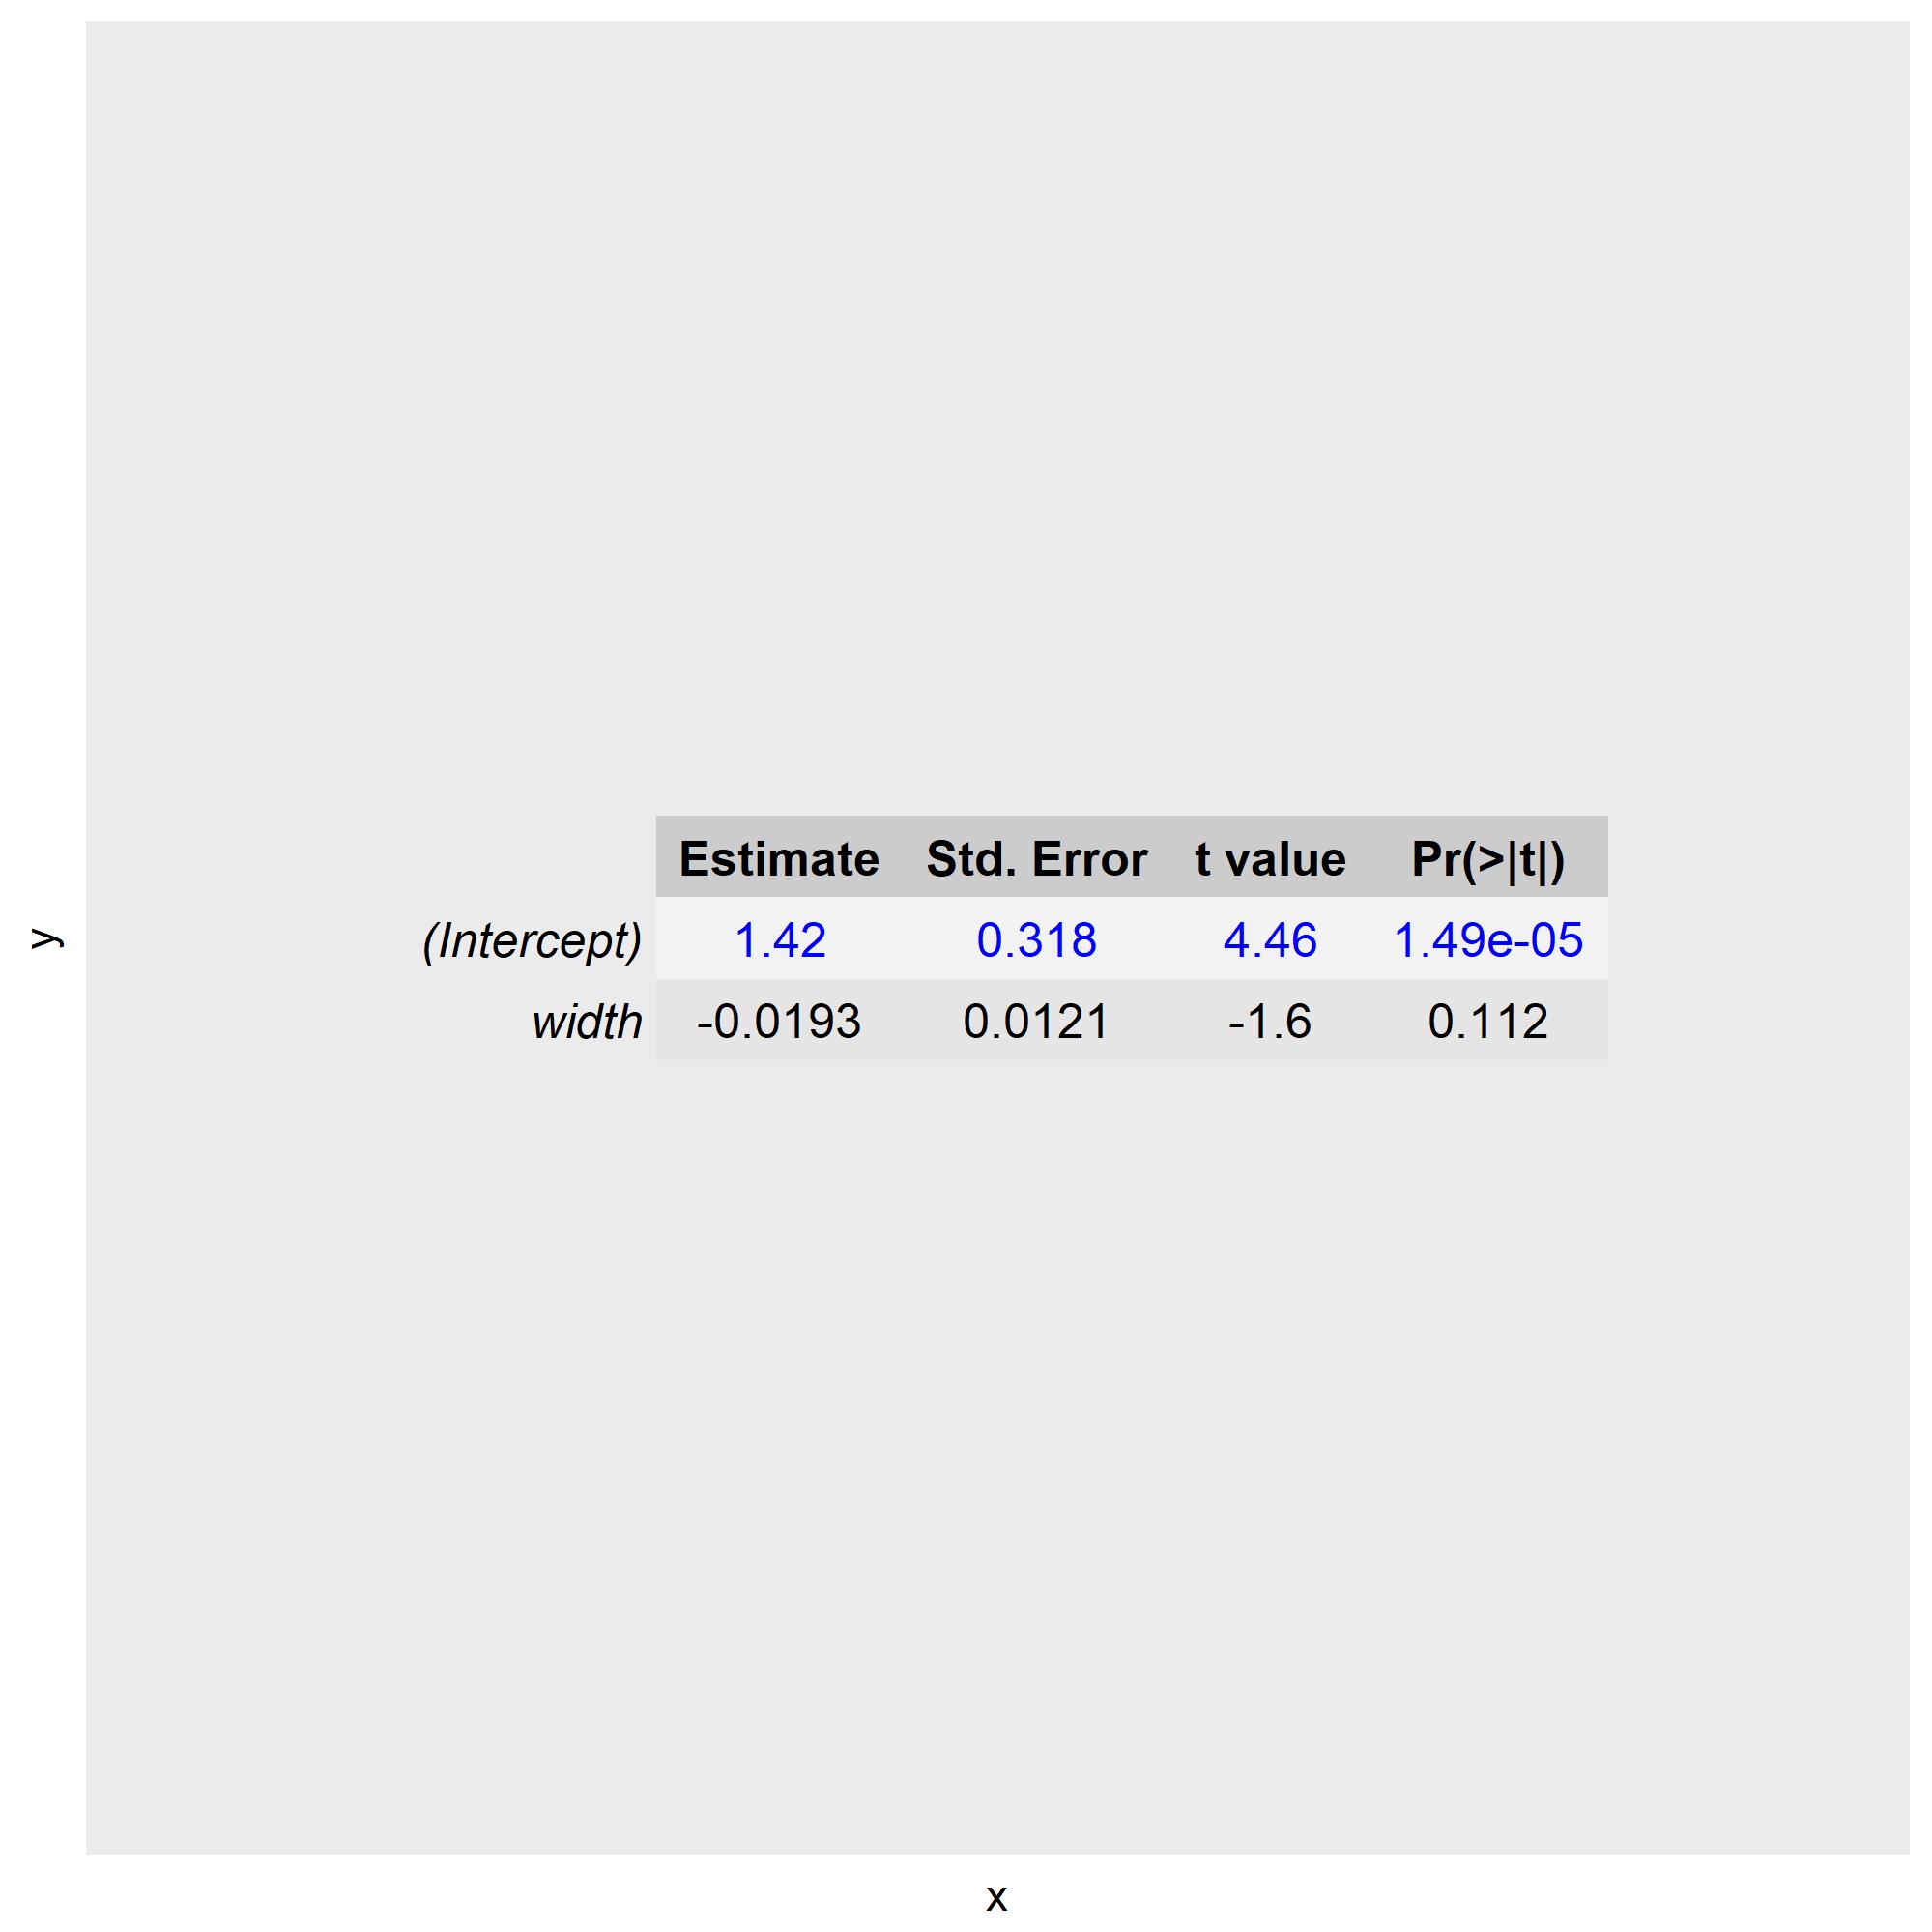 Estimate Std. Error t value Pr(>|t|)
(Intercept) 1.42 0.318 4.46 1.49e-05
width -0.0193 0.0121 -1.6 0.112
y
x